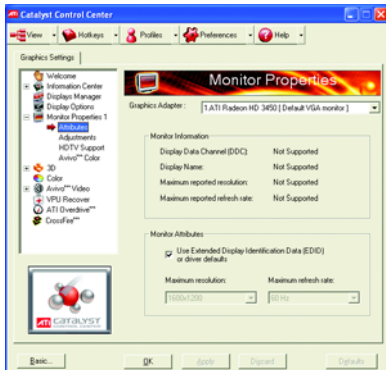 Catalyst Control Center
View
Hotkeys
Profiles
Preferences
Help
Graphics Settings
Welcome
Information Center
Displays Manager
Display Options
Monitor Properties 1
Attributes
Adjustments
HDTV Support
Avivo™ Color
3D
Color
Avivo™ Video
VPU Recover
ATI Overdrive™
CrossFire™
Monitor Properties
Graphics Adapter :
1.ATI Radeon HD 3450 [ Default VGA monitor ]
Monitor Information
Display Data Channel (DDC): Not Supported
Display Name: Not Supported
Maximum reported resolution: Not Supported
Maximum reported refresh rate: Not Supported
Monitor Attributes
Use Extended Display Identification Data (EDID)
or driver defaults
Maximum resolution: Maximum refresh rate:
1600x1200 60 Hz
ATI CATALYST
CONTROL CENTER
Basic...
OK
Apply
Discard
Defaults